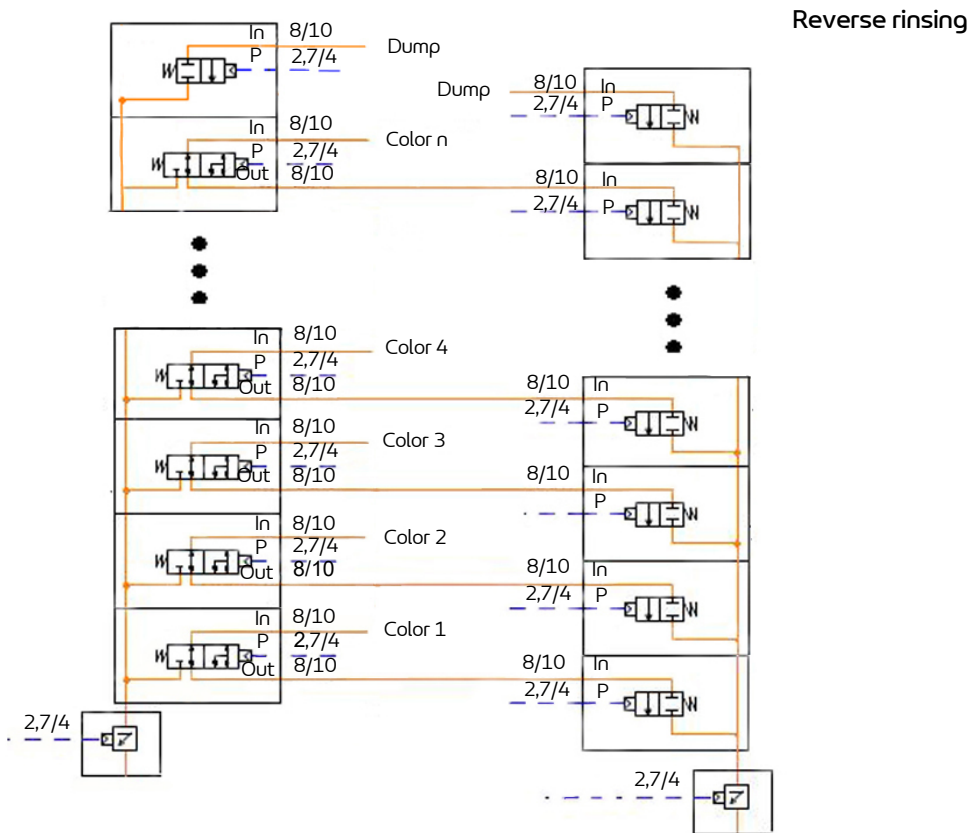 Reverse rinsing
In 8/10 Dump
P 2,7/4
In 8/10 Color n
P 2,7/4
Out 8/10
Dump 8/10 In
2,7/4 P
8/10 In
2,7/4 P
In 8/10 Color 4
P 2,7/4
Out 8/10
In 8/10 Color 3
P 2,7/4
Out 8/10
In 8/10 Color 2
P 2,7/4
Out 8/10
In 8/10 Color 1
P 2,7/4
Out 8/10
2,7/4
8/10 In
2,7/4 P
8/10 In
P
8/10 In
2,7/4 P
8/10 In
2,7/4 P
2,7/4